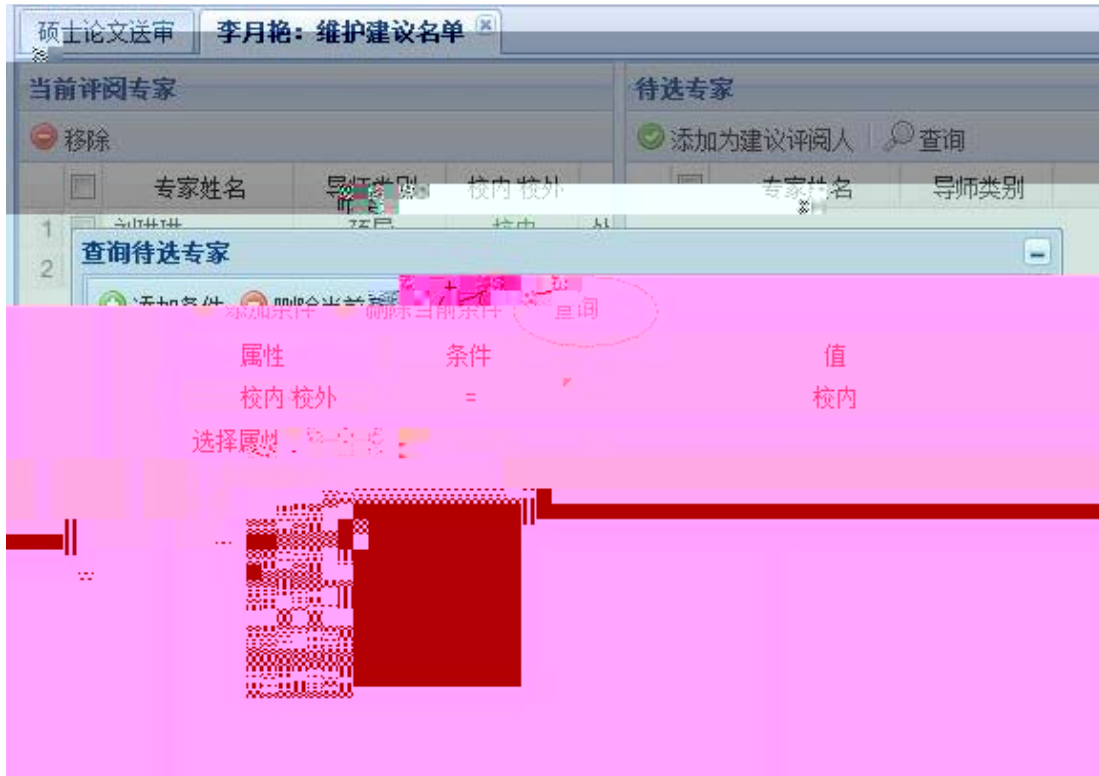 硕士论文送审 李月艳：维护建议名单
当前评阅专家 待选专家
移除 添加为建议评阅人 查询
专家姓名 导师类别 校内校外 专家姓名 导师类别
1 校内
2 查询待选专家
添加条件 删除当前条件 查询
属性 条件 值
校内校外 = 校内
选择属性